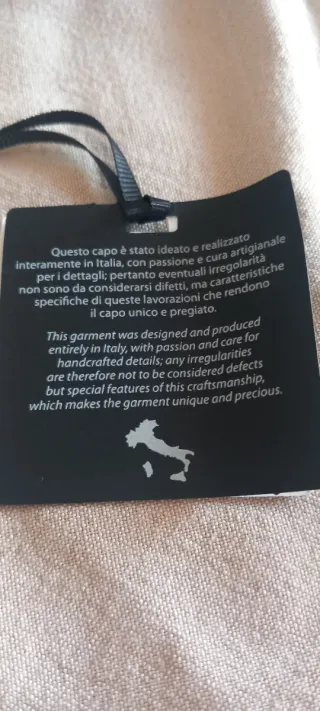 Questo capo è stato ideato e realizzato
interamente in Italia, con passione e cura artigianale
per i dettagli; pertanto eventuali irregolarità
non sono da considerarsi difetti, ma caratteristiche
specifiche di queste lavorazioni che rendono
il capo unico e pregiato.
This garment was designed and produced
entirely in Italy, with passion and care for
handcrafted details; any irregularities
are therefore not to be considered defects
but special features of this craftsmanship,
which makes the garment unique and precious.